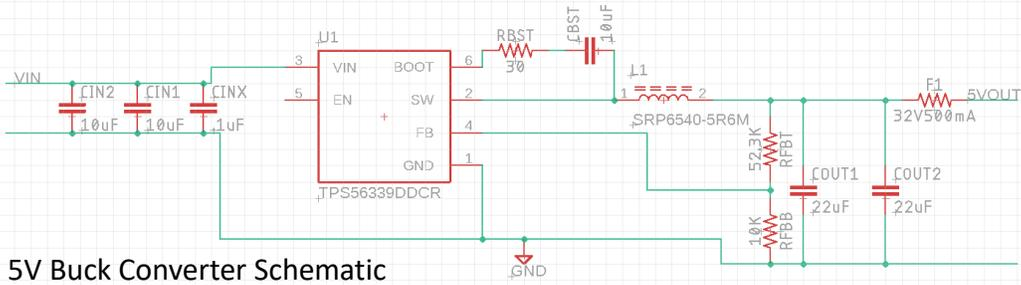 U1
RBST
30
CBST
10uF
VIN
CIN2
10uF
CIN1
10uF
CINX
1uF
3
VIN
BOOT
6
5
EN
SW
2
FB
4
GND
1
TPS56339DDCR
L1
1
2
SRP6540-5R6M
52.3K
RFBT
10K
RFBB
COUT1
22uF
COUT2
22uF
F1
32V500mA
5VOUT
GND
5V Buck Converter Schematic